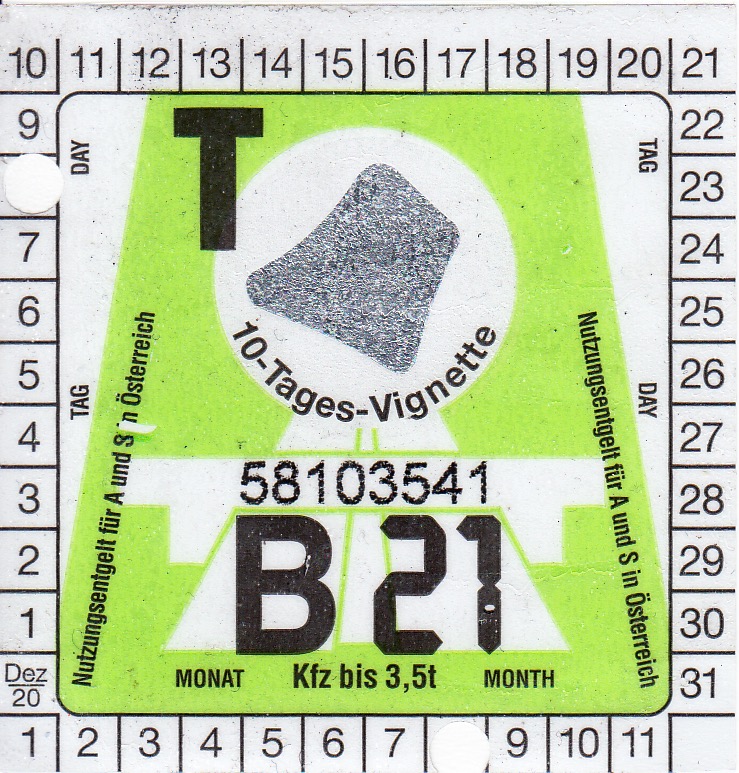 10 11 12 13 14 15 16 17 18 19 20 21
9 22
DAY TAG
T
23
7 24
6 25
5 26
TAG DAY
4 27
3 28
2 29
1 30
Dez
20
31
10-Tages-Vignette
Nutzungsentgelt für A und S in Österreich
Nutzungsentgelt für A und S in Österreich
58103541
B 21
MONAT Kfz bis 3,5t MONTH
1 2 3 4 5 6 7 9 10 11